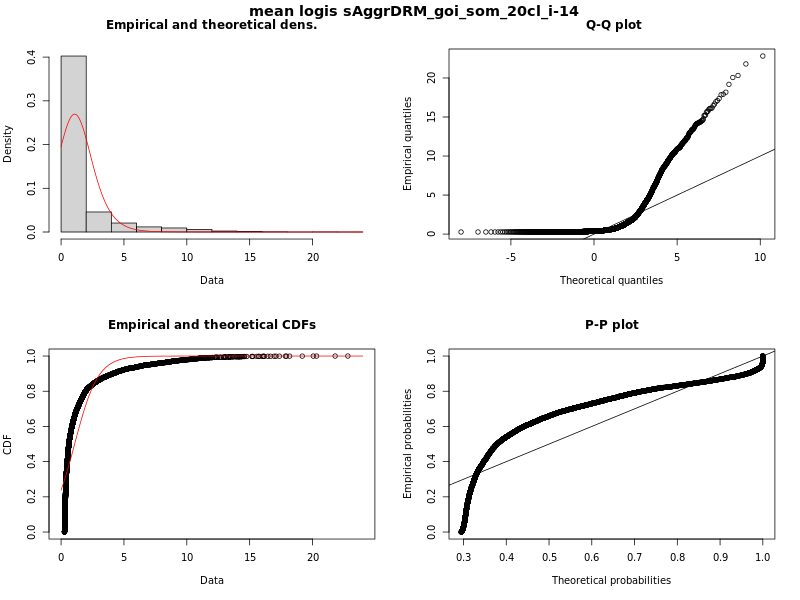 mean logis sAggrDRM_goi_som_20cl_i-14
Empirical and theoretical dens.
Density
0.0 0.1 0.2 0.3 0.4
0 5 10 15 20
Data
Q-Q plot
Empirical quantiles
0 5 10 15 20
-5 0 5 10
Theoretical quantiles
Empirical and theoretical CDFs
CDF
0.0 0.2 0.4 0.6 0.8 1.0
0 5 10 15 20
Data
P-P plot
Empirical probabilities
0.0 0.2 0.4 0.6 0.8 1.0
0.3 0.4 0.5 0.6 0.7 0.8 0.9 1.0
Theoretical probabilities